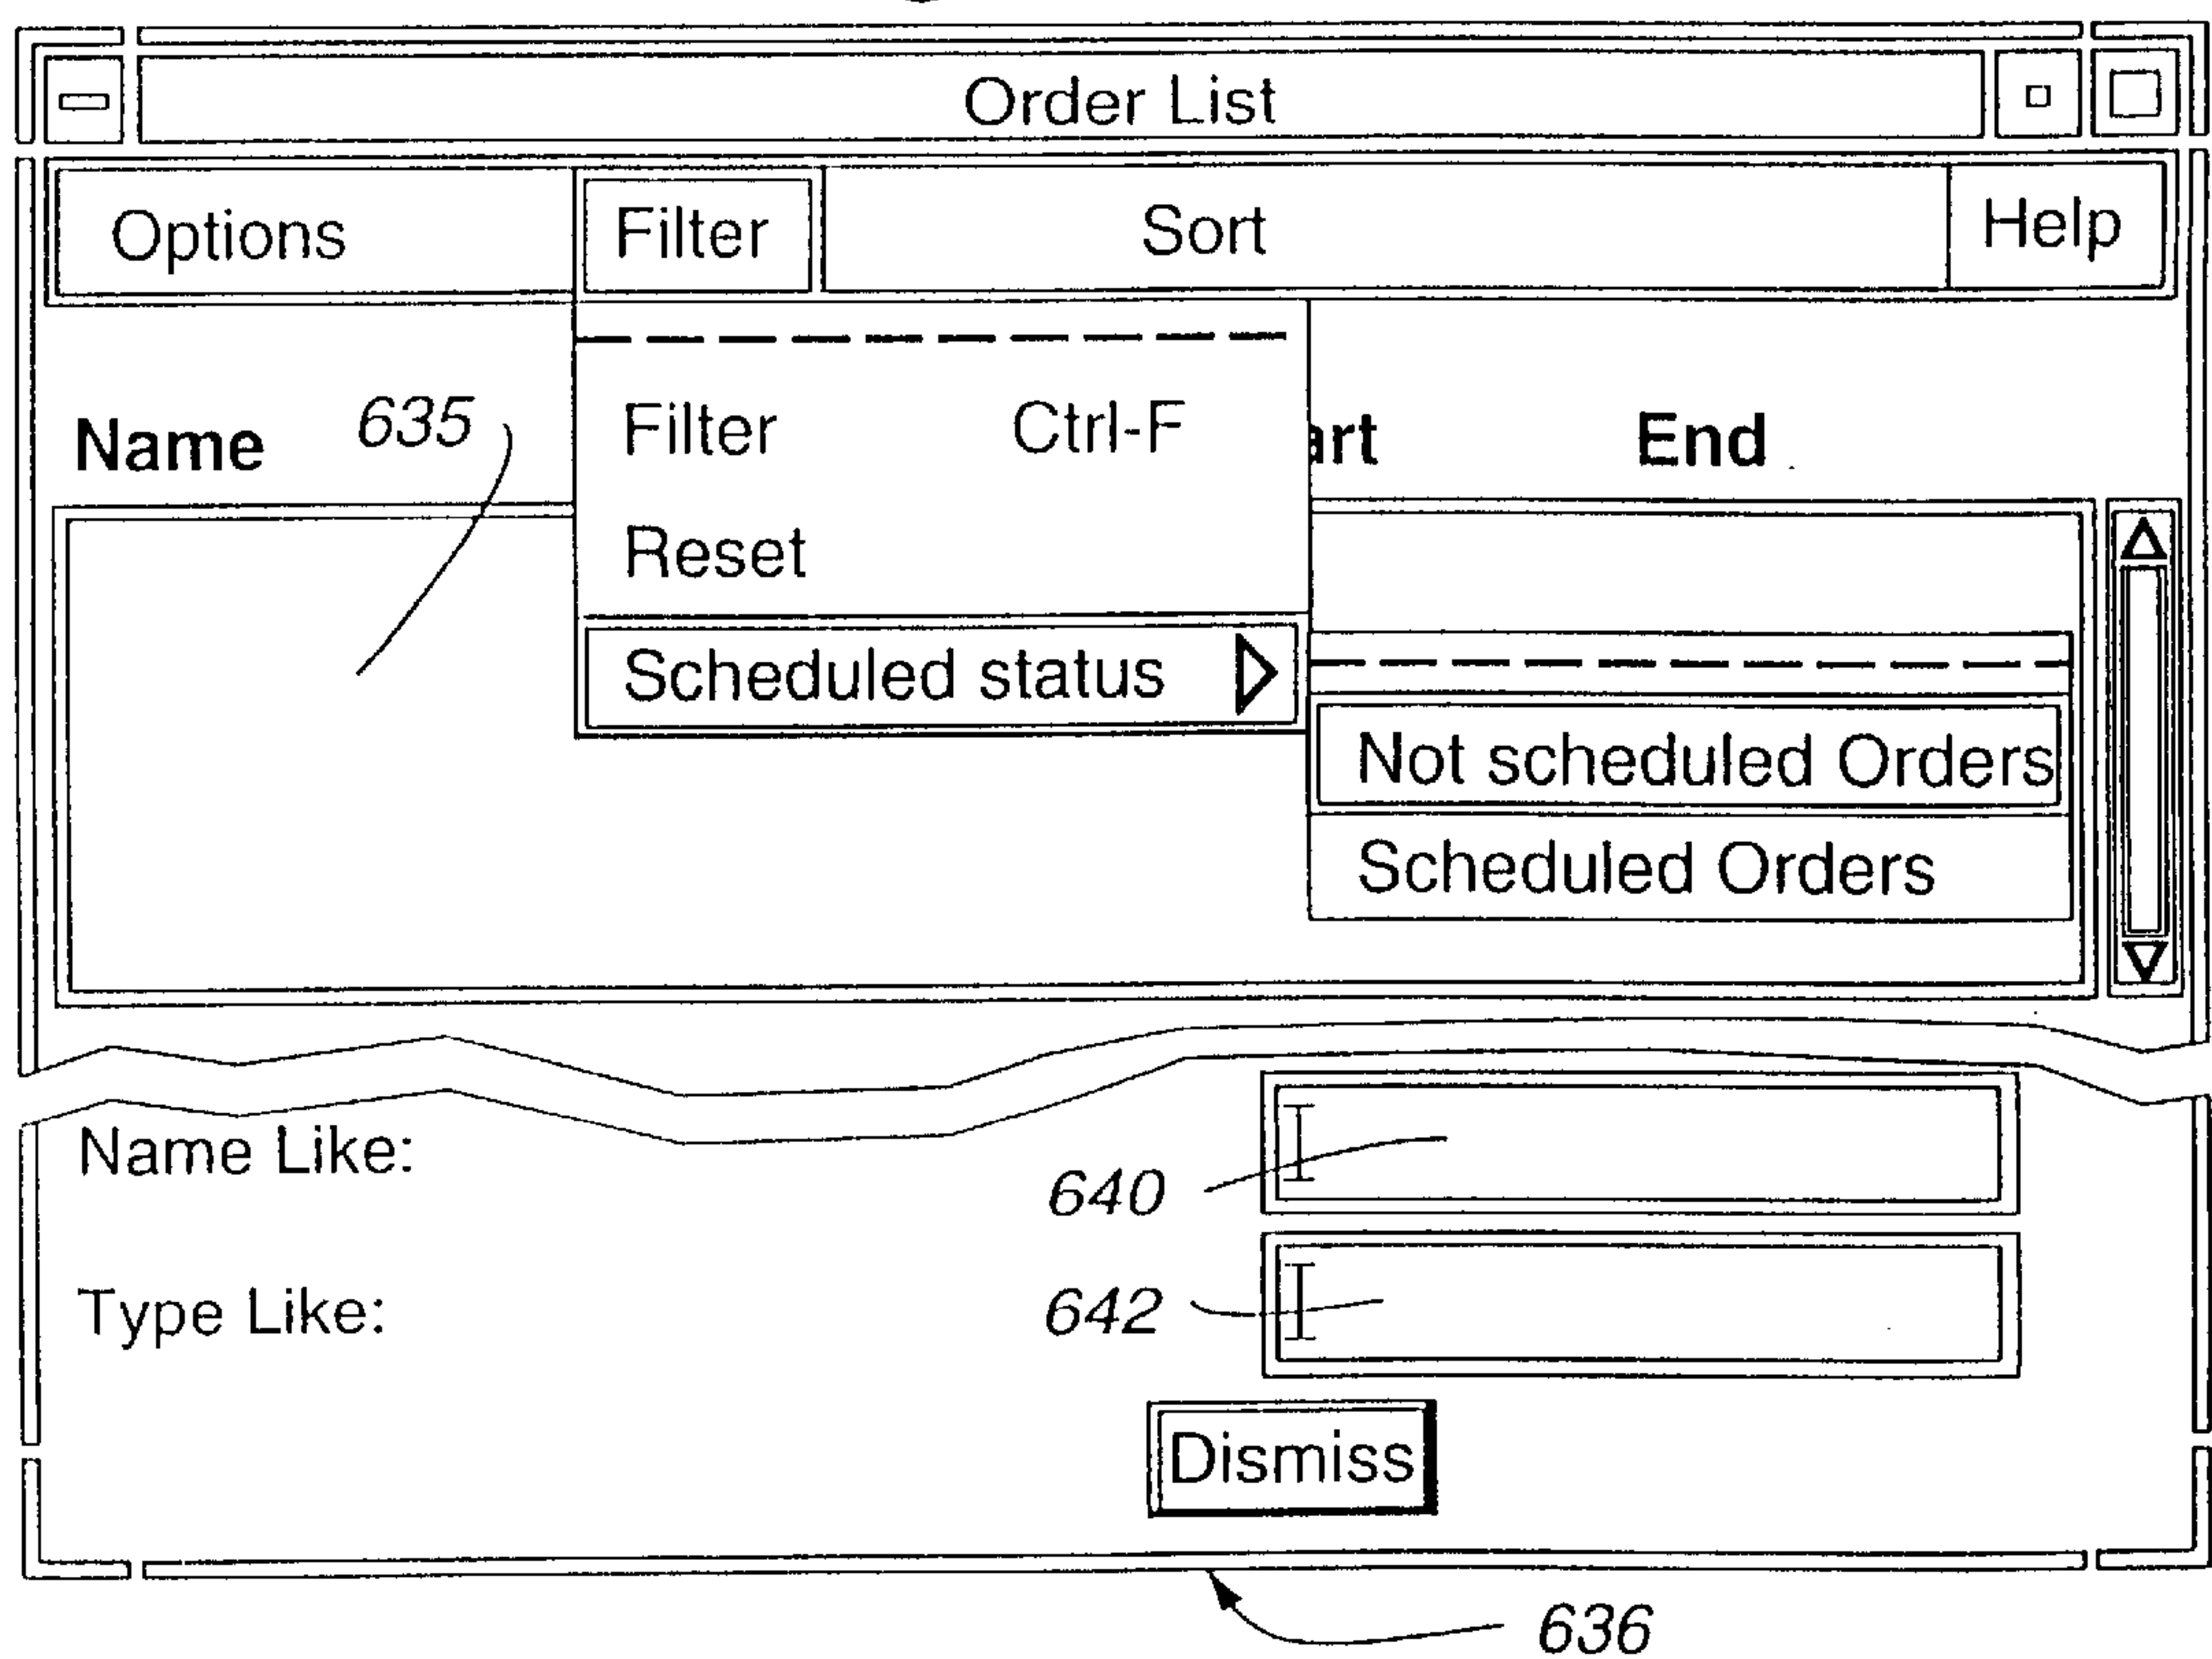 Order List
Options Filter Sort Help
Filter Ctrl-F
Name 635 art End
Reset
Scheduled status
Not scheduled Orders
Scheduled Orders
Name Like:
640
Type Like: 642
Dismiss
636